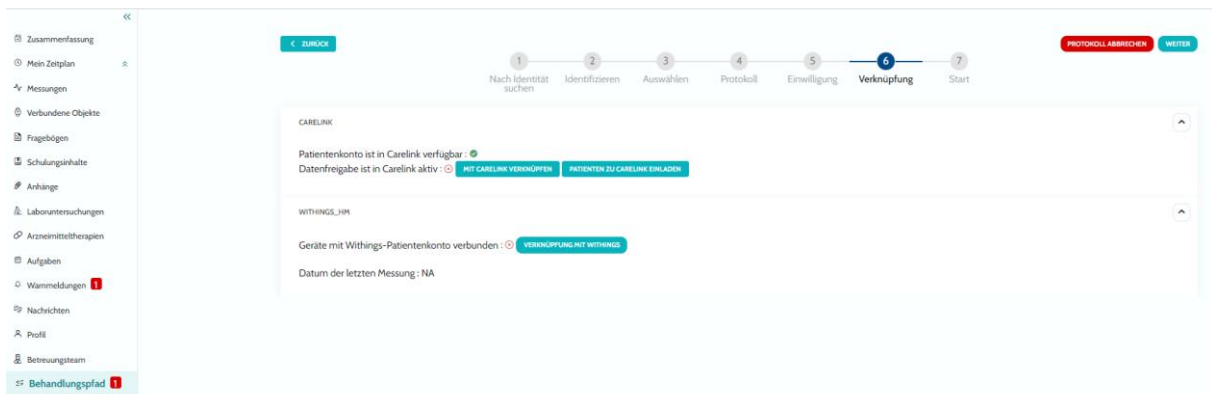 Zusammenfassung
Mein Zeitplan
Messungen
Verbundene Objekte
Fragebögen
Schulungsinhalte
Anhänge
Laboruntersuchungen
Arzneimitteltherapien
Aufgaben
Warnmeldungen 1
Nachrichten
Profil
Betreuungsteam
Behandlungspfad 1
ZURÜCK
PROTOKOLL ABBRECHEN WEITER
1 2 3 4 5 6 7
Nach Identität Identifizieren Auswählen Protokoll Einwilligung Verknüpfung Start
suchen
CARELINK
Patientenkonto ist in Carelink verfügbar :
Datenfreigabe ist in Carelink aktiv : MIT CARELINK VERKNÜPFEN PATIENTEN ZU CARELINK EINLADEN
WITHINGS_HM
Geräte mit Withings-Patientenkonto verbunden : VERKNÜPFUNG MIT WITHINGS
Datum der letzten Messung : NA